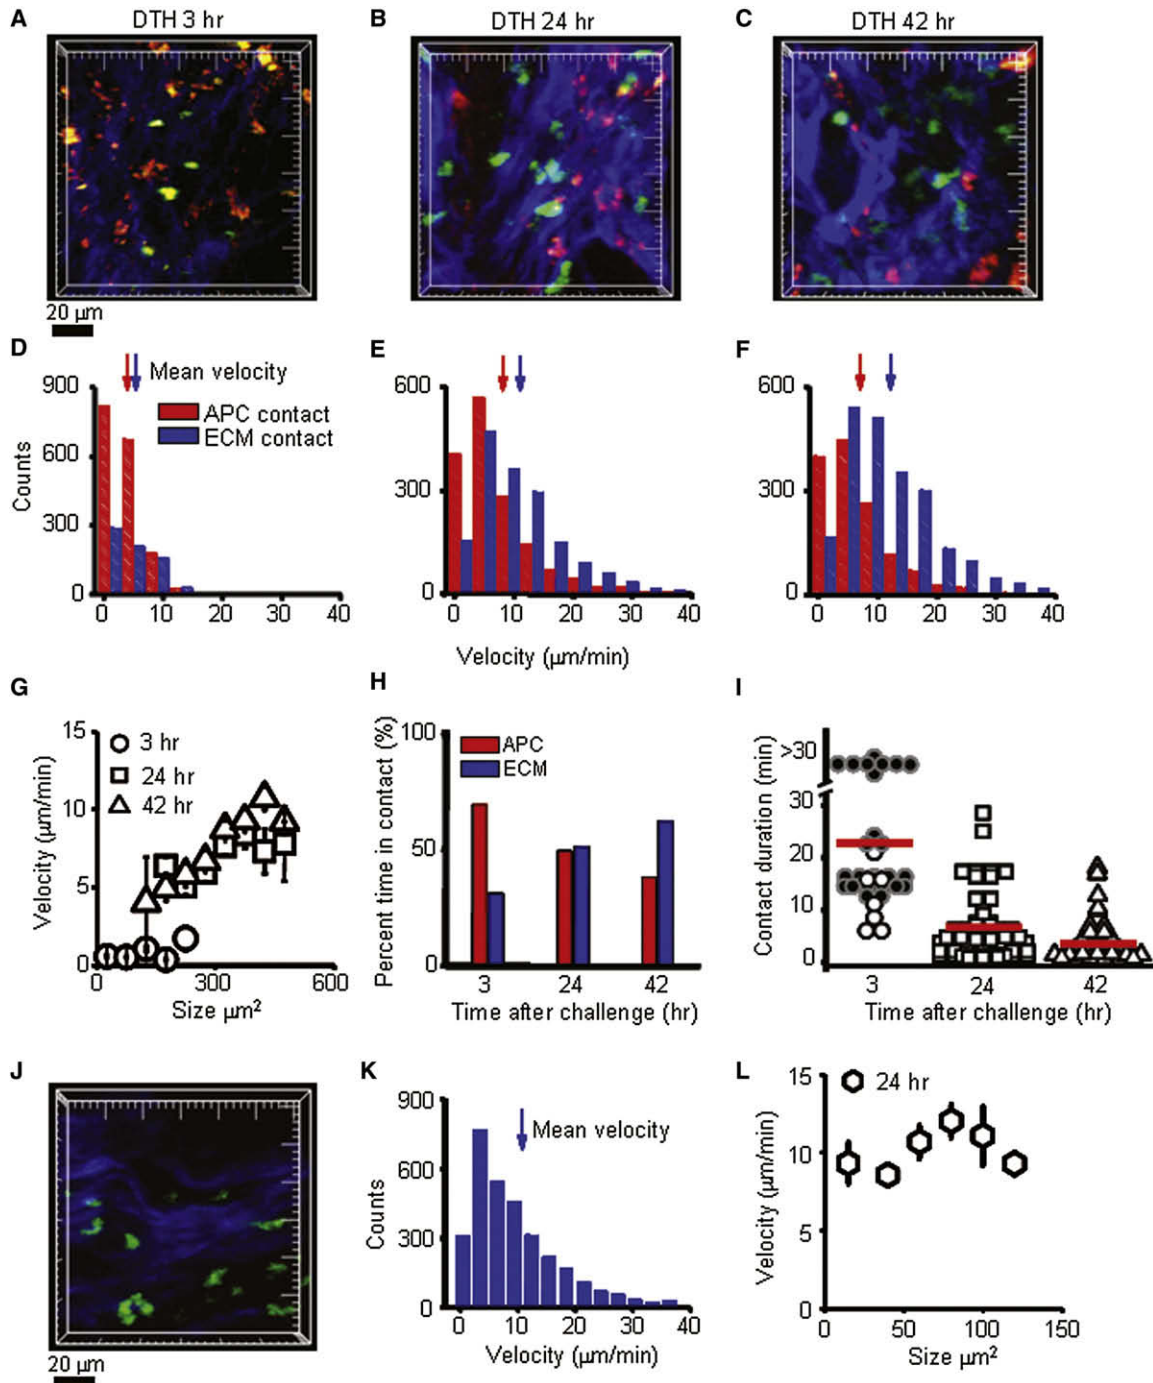 A DTH 3 hr B DTH 24 hr C DTH 42 hr
20 µm
D E F
Mean velocity
APC contact
ECM contact
Counts
900
600
300
0
0 10 20 30 40
600
300
0
0 10 20 30 40
600
300
0
0 10 20 30 40
Velocity (µm/min)
G
Velocity (µm/min)
15
10
5
0
3 hr
24 hr
42 hr
0 300 600
Size µm²
H
Percent time in contact (%)
100
50
0
APC
ECM
3 24 42
Time after challenge (hr)
I
Contact duration (min)
>30
30
20
10
0
3 24 42
Time after challenge (hr)
J
20 µm
K
Counts
900
600
300
0
Mean velocity
0 10 20 30 40
Velocity (µm/min)
L
Velocity (µm/min)
15
10
5
0
24 hr
0 50 100 150
Size µm²